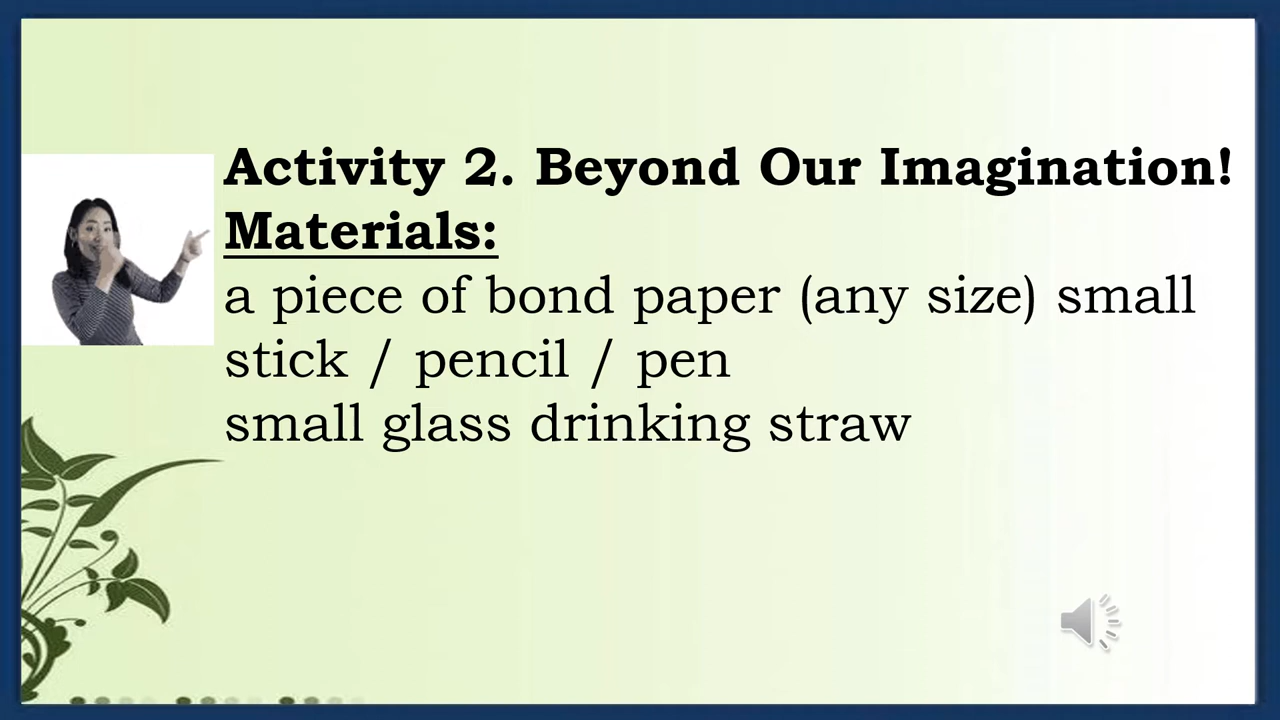 Activity 2. Beyond Our Imagination!
Materials:
a piece of bond paper (any size) small
stick / pencil / pen
small glass drinking straw